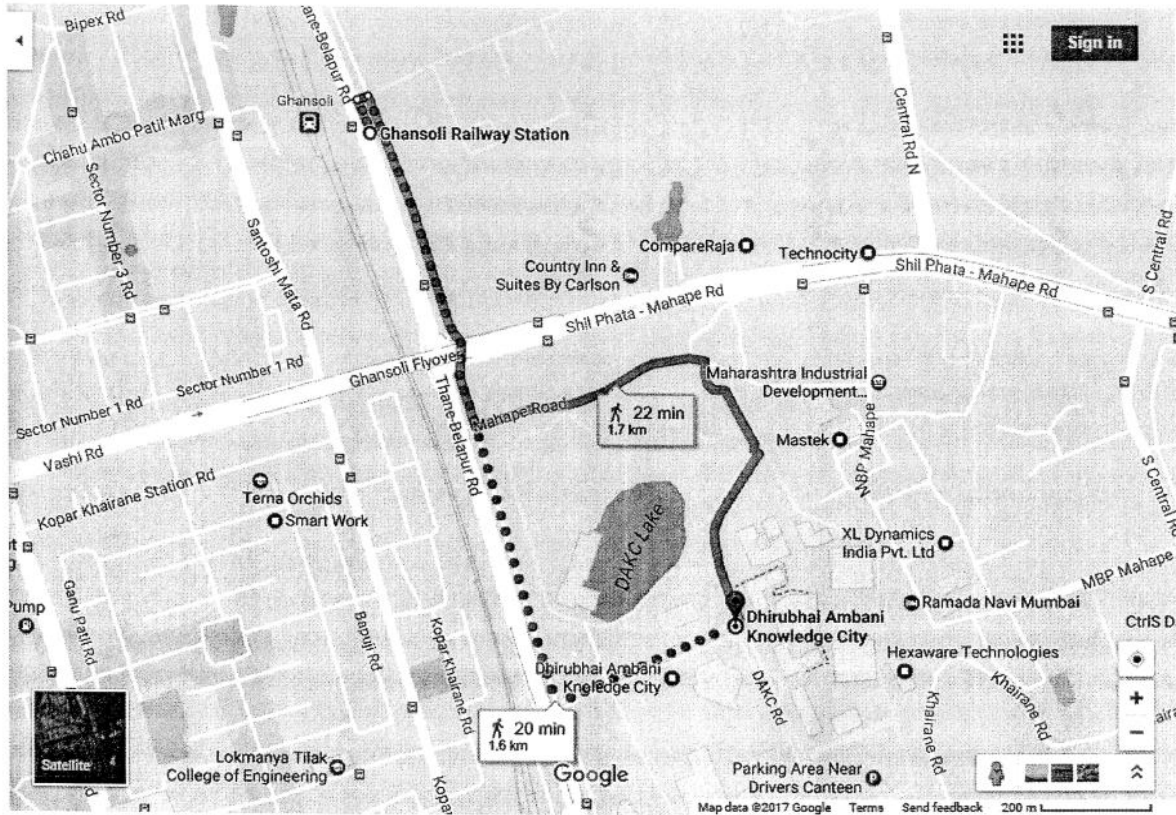 Bipex Rd
Thane-Belapur Rd
Sign in
Ghansoli
Ghansoli Railway Station
Chahu Ambo Patil Marg
Central Rd N
Sector Number 3 Rd
Santoshi Mata Rd
CompareRaja
Technocity
S Central Rd
Country Inn &
Suites By Carlson
Shil Phata - Mahape Rd
Shil Phata - Mahape Rd
Ghansoli Flyover
Sector Number 1 Rd
Maharashtra Industrial
Development...
Sector Number 1 Rd
Thane-Belapur Rd
Mahape Road
22 min
1.7 km
Mastek
NBP Mahape
Vashi Rd
Kopar Khairane Station Rd
Terna Orchids
Smart Work
S Central Rd
DAKC Lake
XL Dynamics
India Pvt. Ltd
MBP Mahape
Ganu Patil Rd
Bapuji Rd
Kopar Khairane Rd
Pump
Ramada Navi Mumbai
Dhirubhai Ambani
Knowledge City
CtrlS D
Hexaware Technologies
Dhirubhai Ambani
Knowledge City
DAKC Rd
Khairane Rd
Khairane Rd
20 min
1.6 km
Satellite
Lokmanya Tilak
College of Engineering
Kopar
Google
Parking Area Near
Drivers Canteen
Map data ©2017 Google Terms Send feedback 200 m